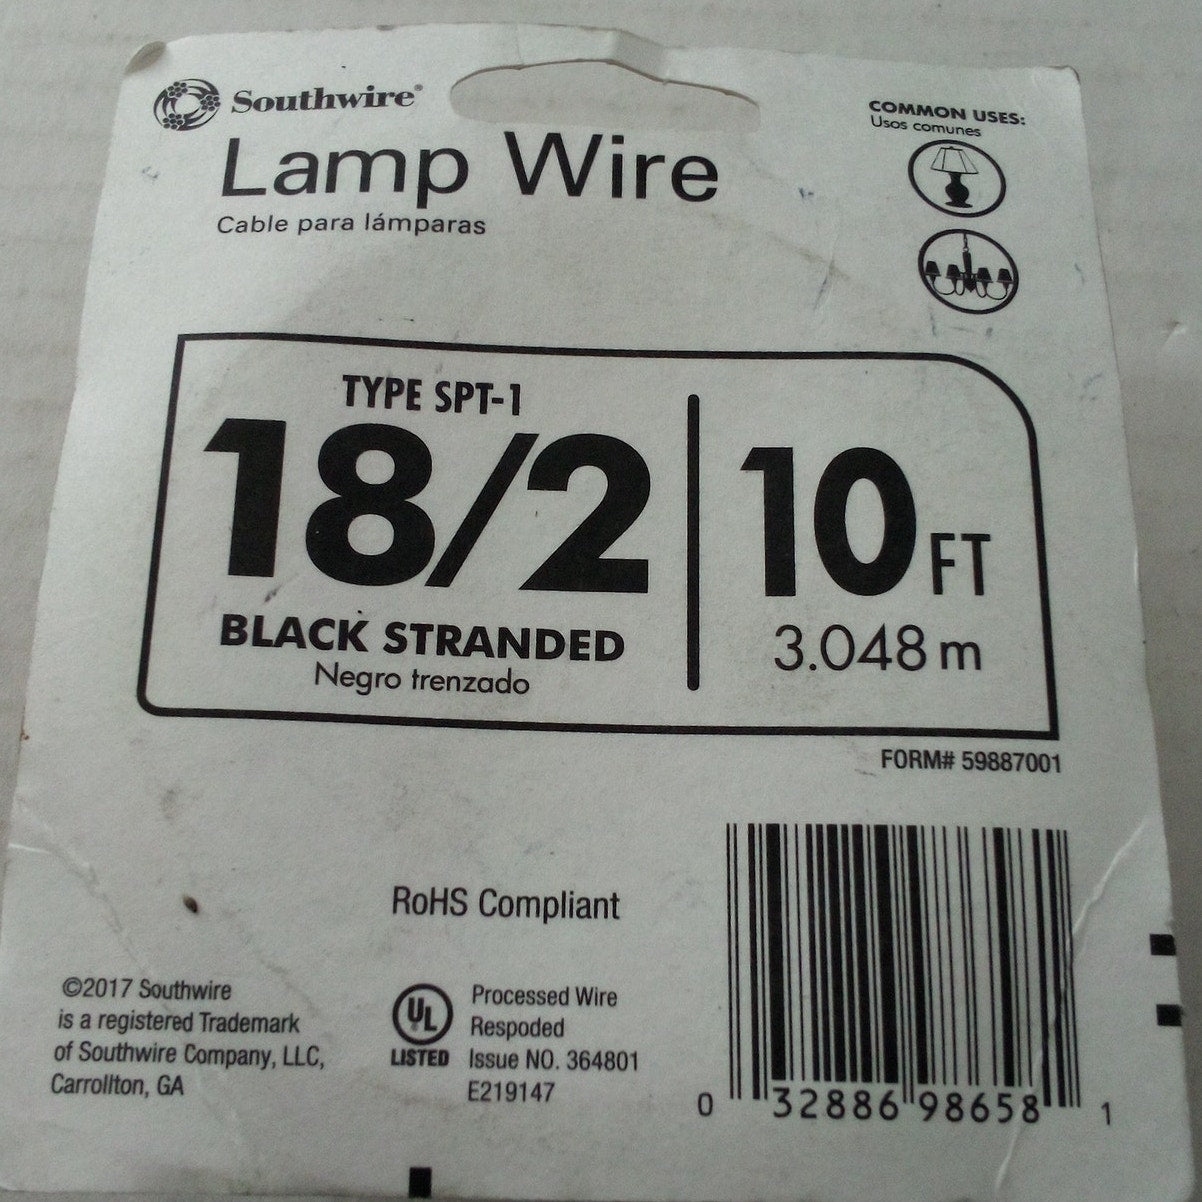 Southwire®
Lamp Wire
Cable para lámparas
COMMON USES:
Usos comunes
TYPE SPT-1
18/2
BLACK STRANDED
Negro trenzado
10 FT
3.048 m
FORM# 59887001
RoHS Compliant
©2017 Southwire
is a registered Trademark
of Southwire Company, LLC,
Carrollton, GA
UL
LISTED
Processed Wire
Respoded
Issue NO. 364801
E219147
0 32886 98658 1